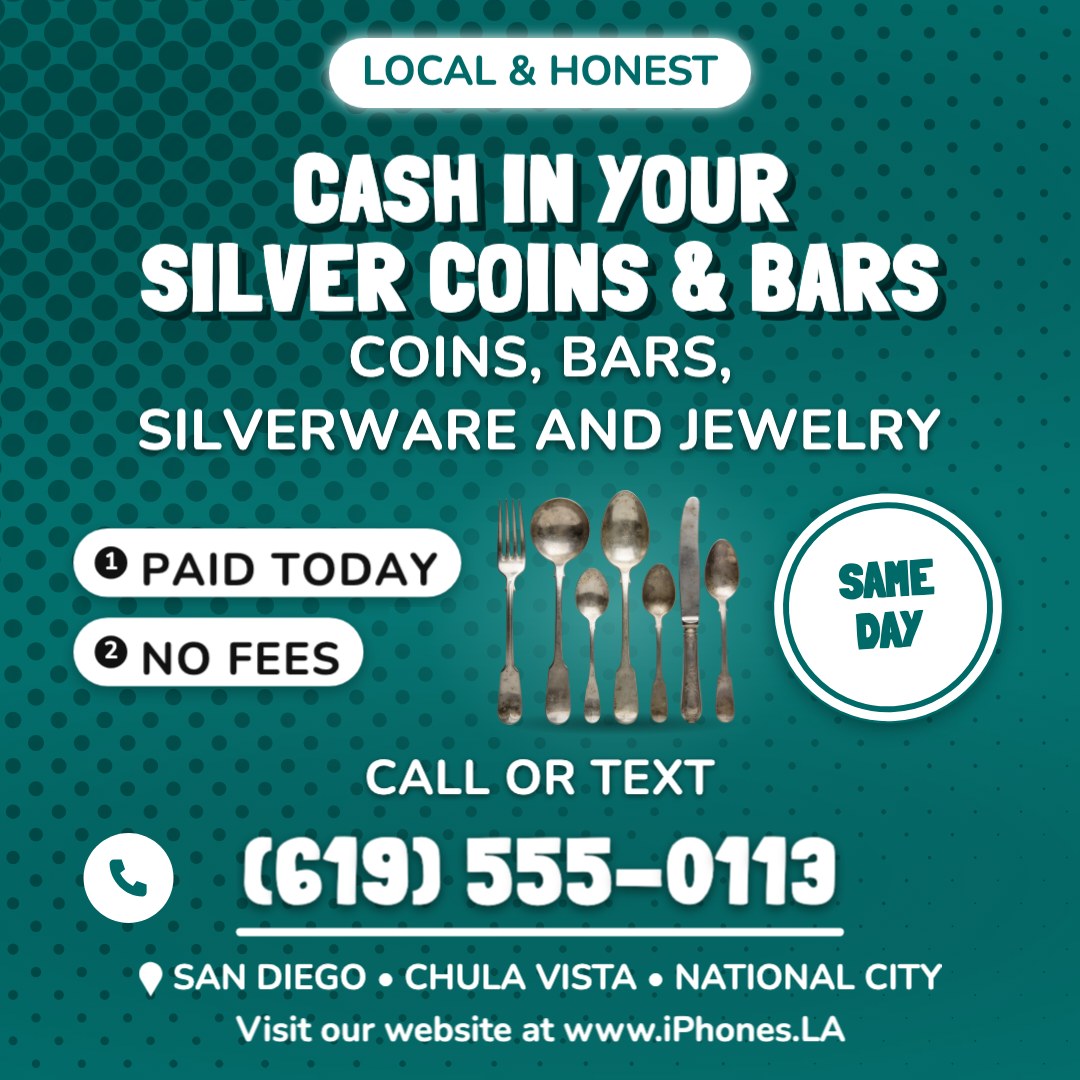 LOCAL & HONEST
CASH IN YOUR
SILVER COINS & BARS
COINS, BARS,
SILVERWARE AND JEWELRY
1 PAID TODAY
2 NO FEES
SAME
DAY
CALL OR TEXT
(619) 555-0113
SAN DIEGO • CHULA VISTA • NATIONAL CITY
Visit our website at www.iPhones.LA